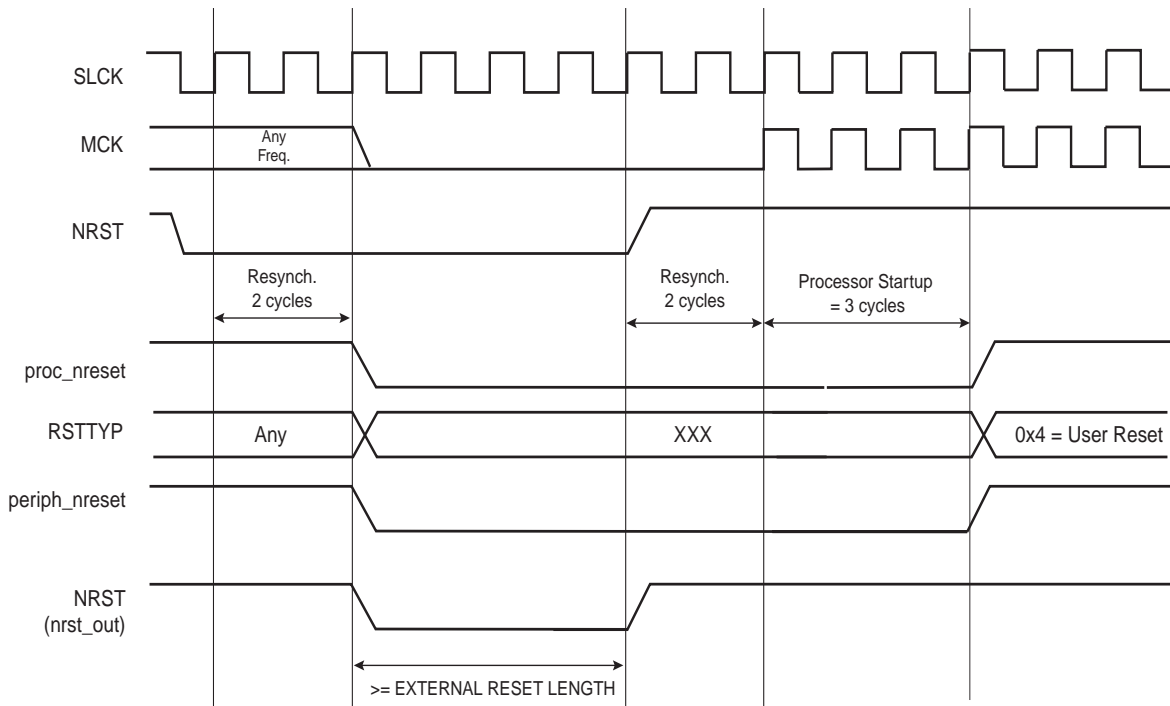 SLCK
MCK
Any
Freq.
NRST
Resynch.
2 cycles
Resynch.
2 cycles
Processor Startup
= 3 cycles
proc_nreset
RSTTYP
Any
XXX
0x4 = User Reset
periph_nreset
NRST
(nrst_out)
>= EXTERNAL RESET LENGTH